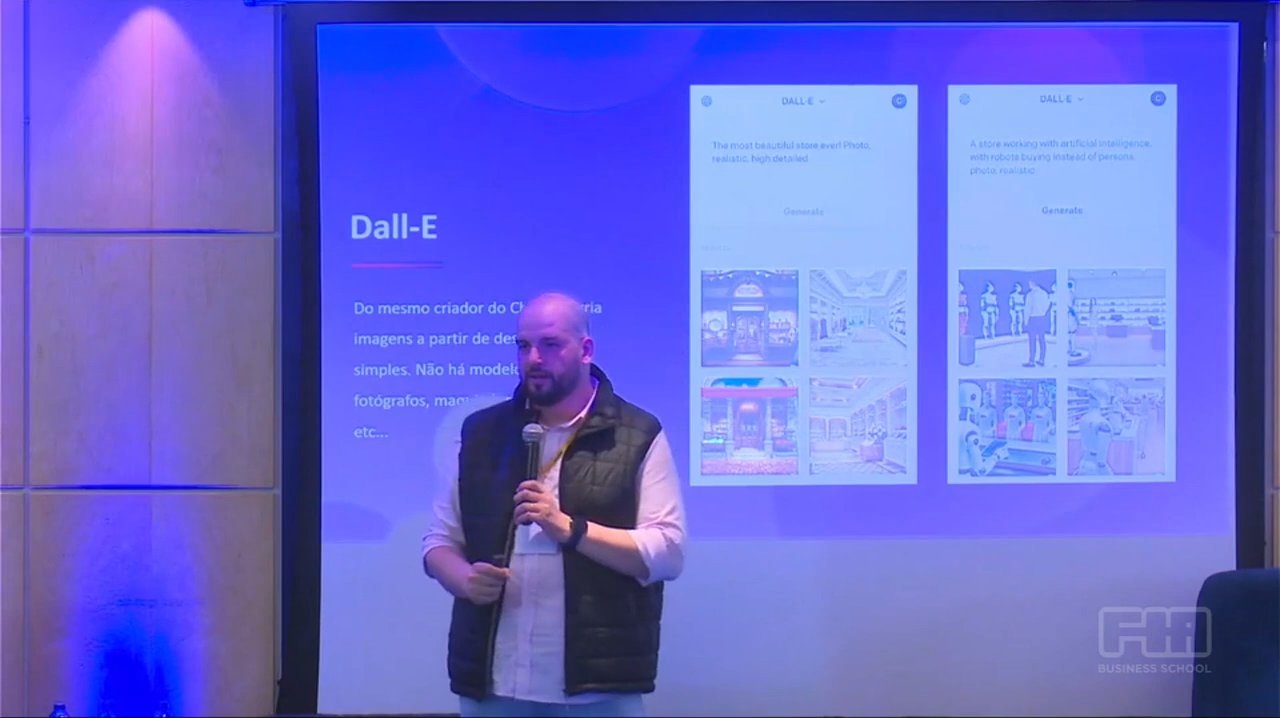 Dall-E
Do mesmo criador do Ch
imagens a partir de des
simples. Não há modelo
fotógrafos, maqu
etc...
DALL·E
The most beautiful store ever! Photo,
realistic, high detailed.
Generate
DALL·E
A store working with artificial intelligence,
with robots buying instead of persons,
photo, realistic
Generate
FIA
BUSINESS SCHOOL